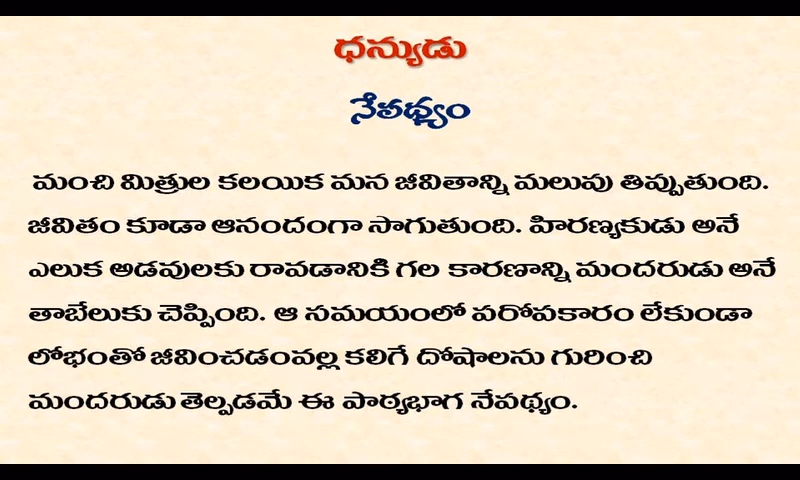 ధన్యుడు
నేపథ్యం
మంచి మిత్రుల కలయిక మన జీవితాన్ని మలుపు తిప్పుతుంది.
జీవితం కూడా ఆనందంగా సాగుతుంది. హిరణ్యకుడు అనే
ఎలుక అడవులకు రావడానికి గల కారణాన్ని మందరుడు అనే
తాబేలుకు చెప్పింది. ఆ సమయంలో పరోపకారం లేకుండా
లోభంతో జీవించడంవల్ల కలిగే దోషాలను గురించి
మందరుడు తెల్పడమే ఈ పాఠ్యభాగ నేపథ్యం.